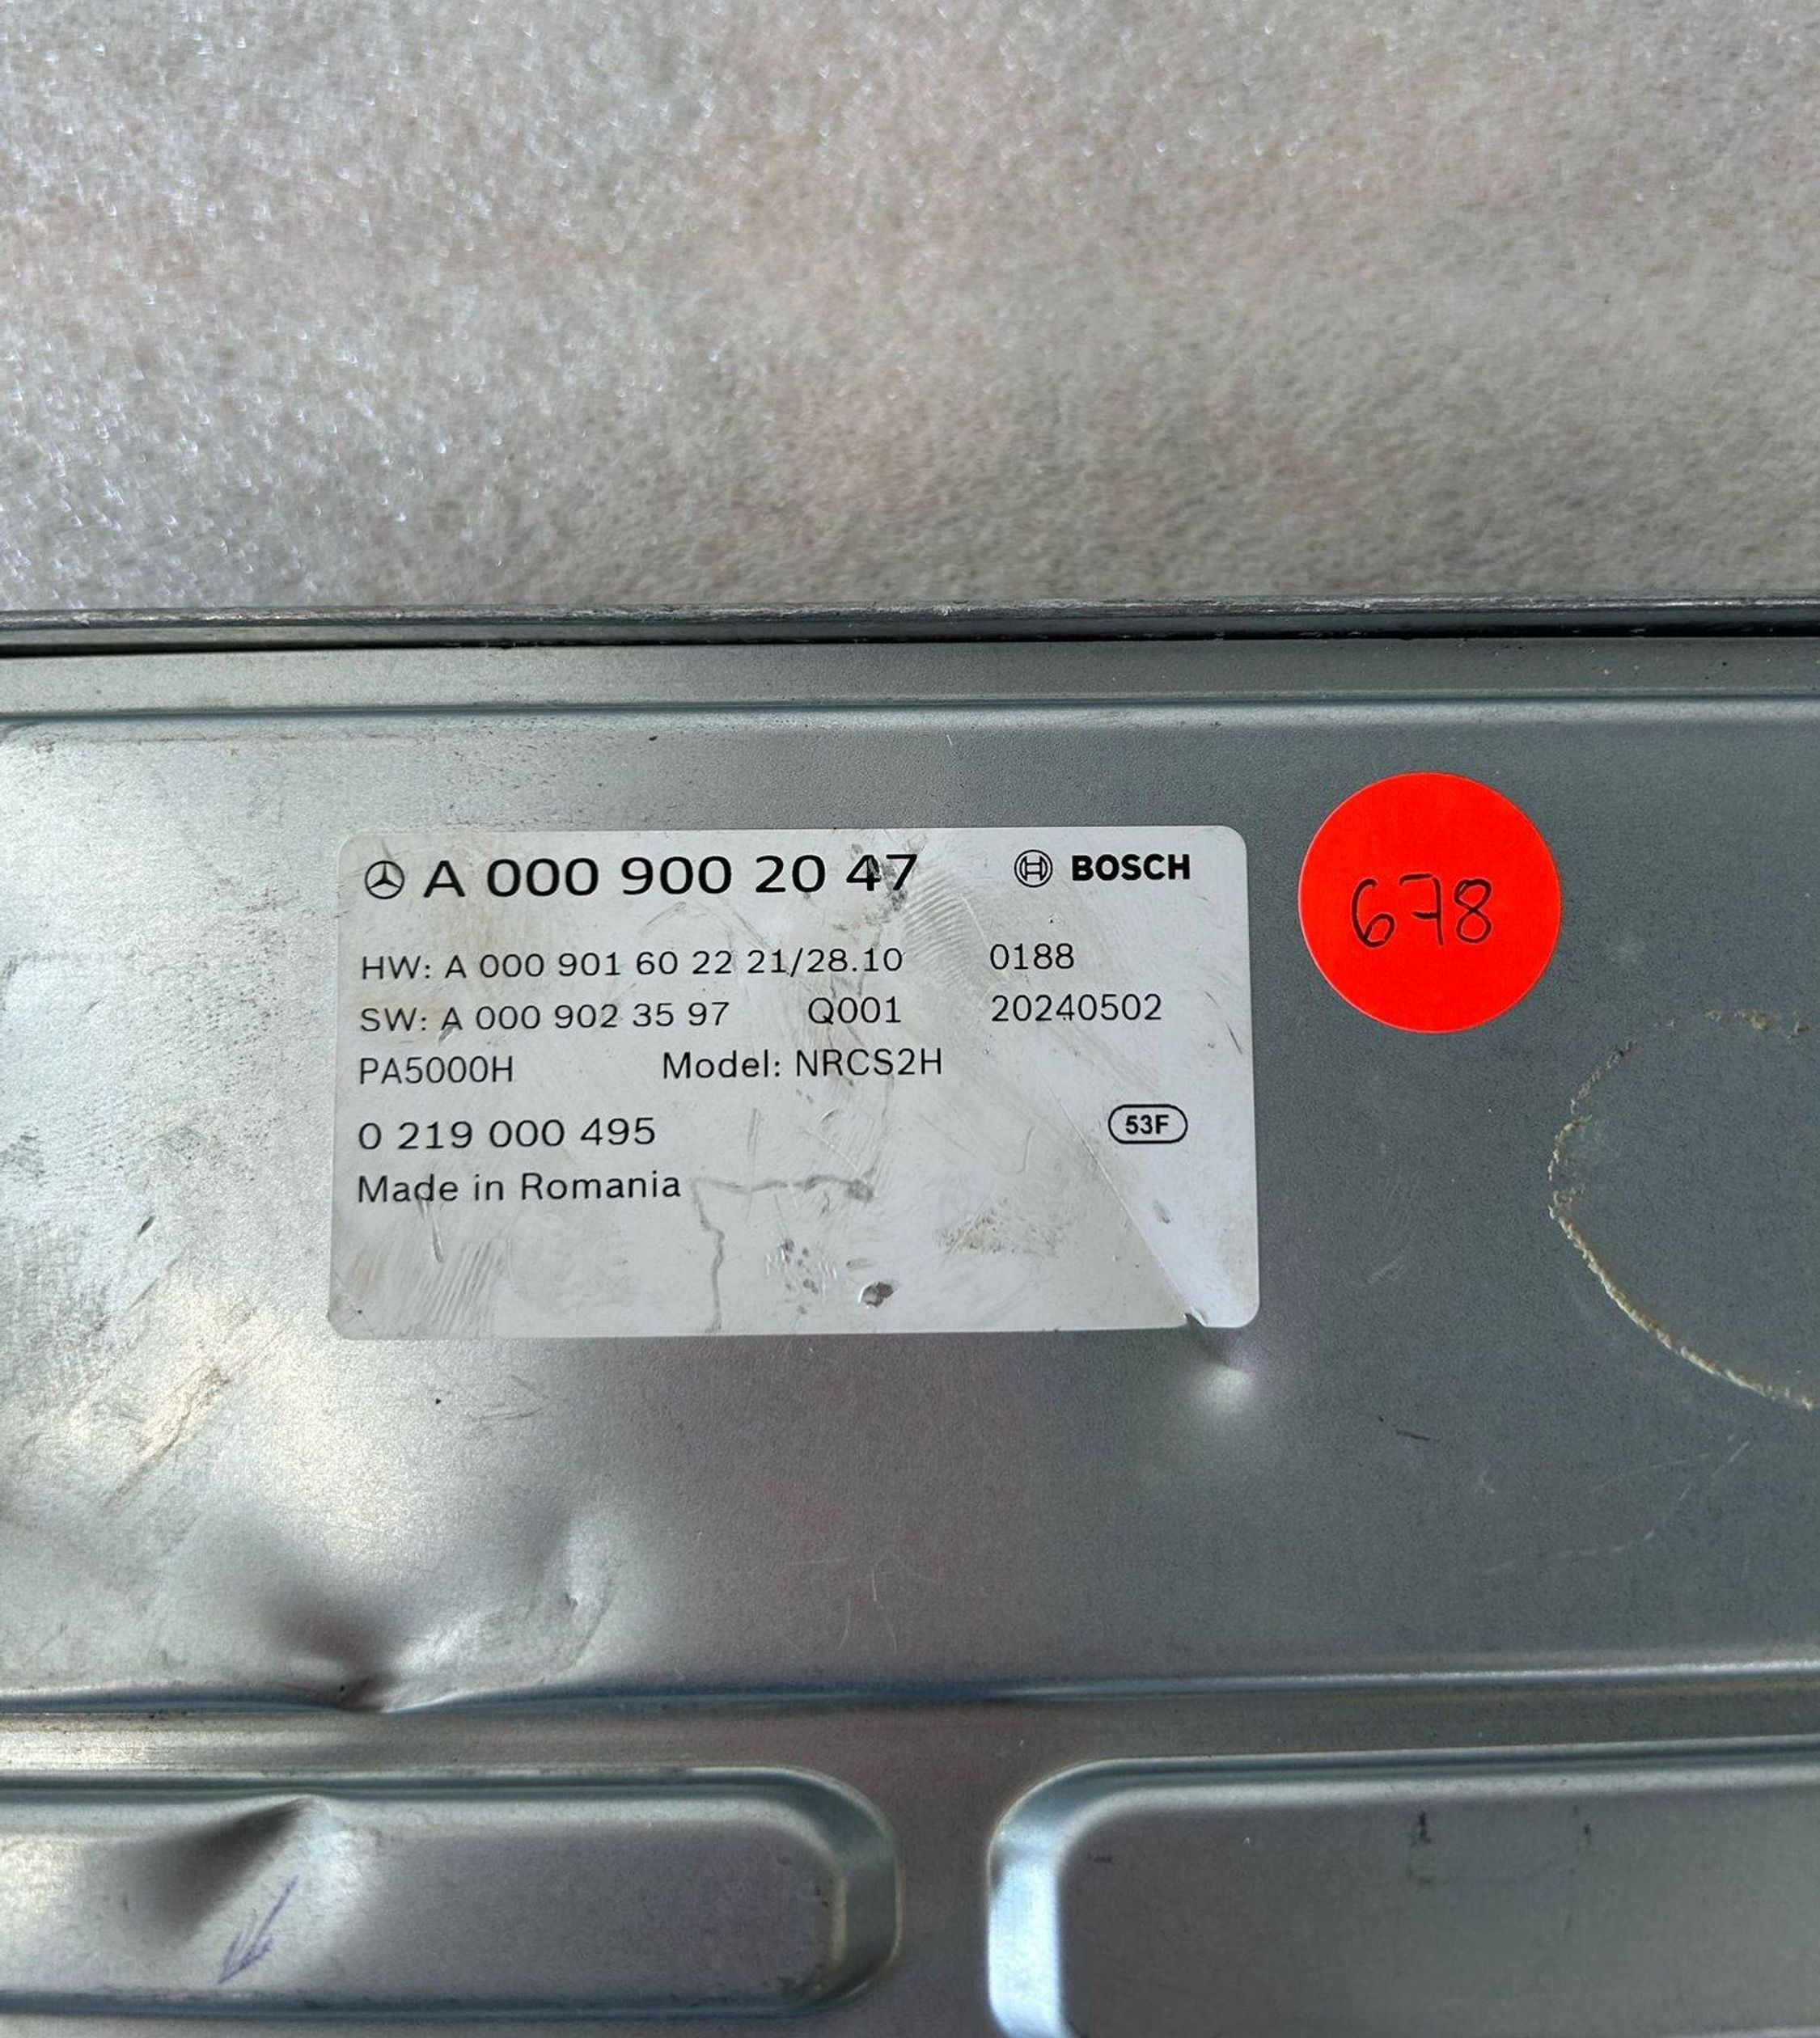 A 000 900 20 47 BOSCH
HW: A 000 901 60 22 21/28.10 0188
SW: A 000 902 35 97 Q001 20240502
PA5000H Model: NRCS2H
0 219 000 495 53F
Made in Romania
678